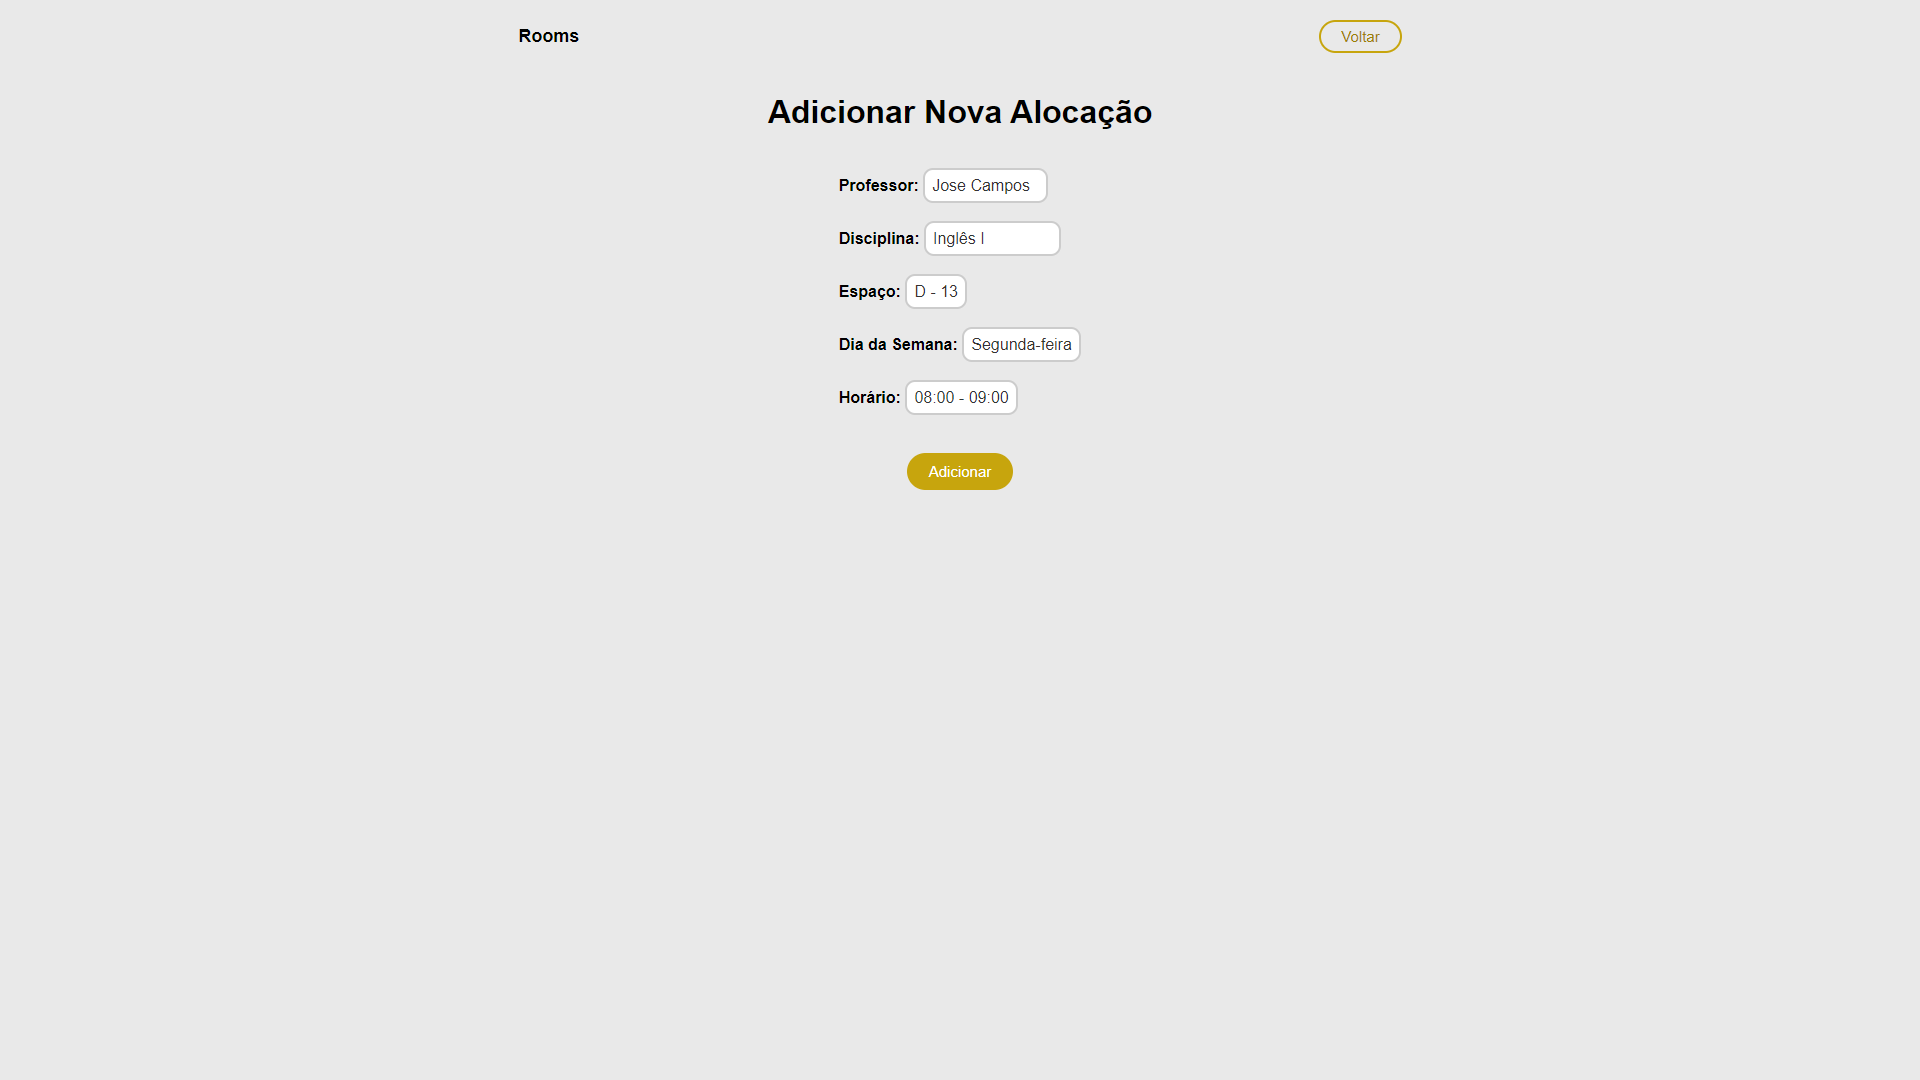 Rooms
Voltar
Adicionar Nova Alocação
Professor: Jose Campos
Disciplina: Inglês I
Espaço: D - 13
Dia da Semana: Segunda-feira
Horário: 08:00 - 09:00
Adicionar